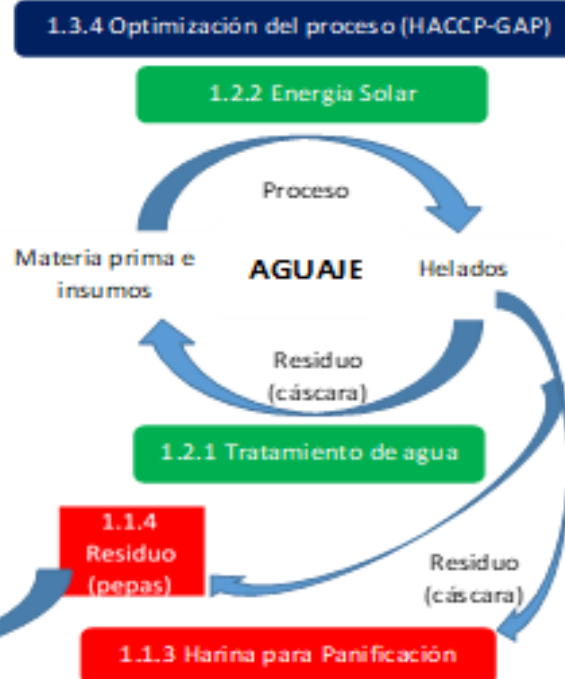 1.3.4 Optimización del proceso (HACCP-GAP)
1.2.2 Energia Solar
Proceso
Materia prima e
insumos
AGUAJE
Helados
Residuo
(cáscara)
1.2.1 Tratamiento de agua
1.1.4
Residuo
(pepas)
Residuo
(cáscara)
1.1.3 Harina para Panificación